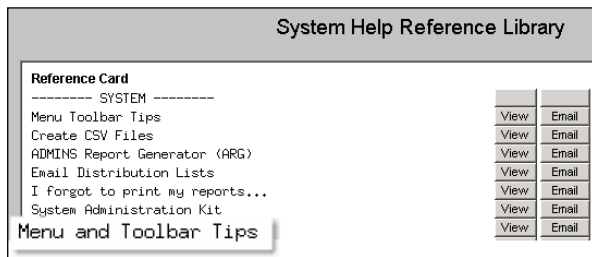 System Help Reference Library
Reference Card
-------- SYSTEM --------
Menu Toolbar Tips View Email
Create CSV Files View Email
ADMINS Report Generator (ARG) View Email
Email Distribution Lists View Email
I forgot to print my reports... View Email
System Administration Kit View Email
Menu and Toolbar Tips View Email